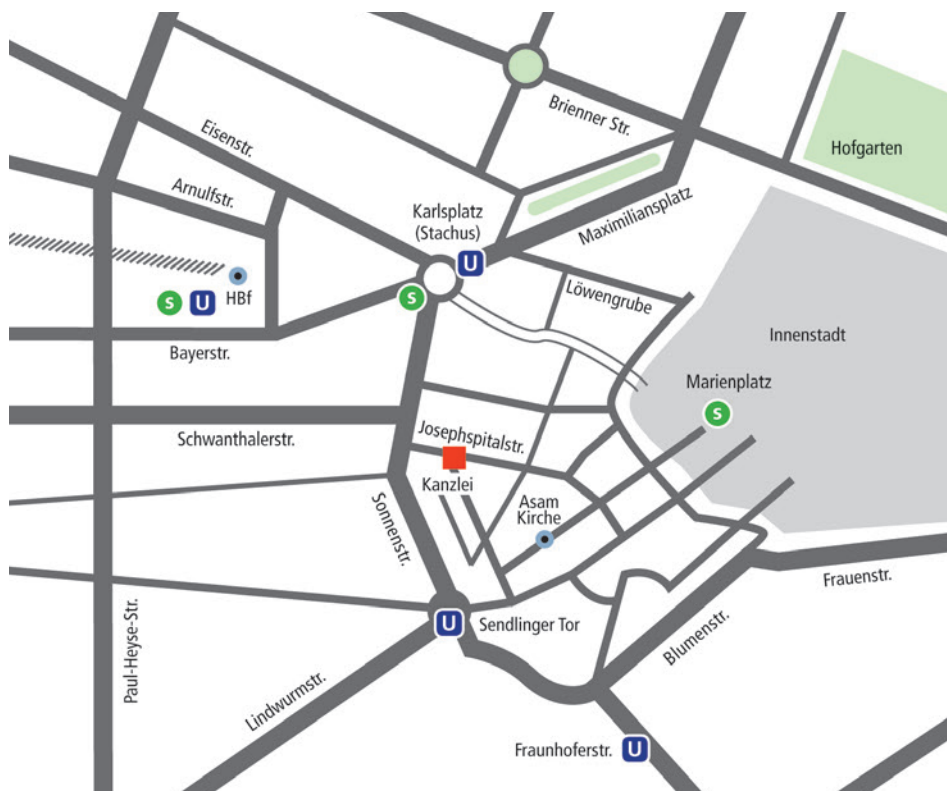 Brienner Str.
Hofgarten
Eisenstr.
Arnulfstr.
Karlsplatz
(Stachus)
Maximiliansplatz
U
HBf
S
U
S
Löwengrube
Innenstadt
Bayerstr.
Marienplatz
S
Schwanthalerstr.
Josephspitalstr.
Kanzlei
Asam
Kirche
Sonnenstr.
Frauenstr.
Paul-Heyse-Str.
U
Sendlinger Tor
Blumenstr.
Lindwurmstr.
Fraunhoferstr.
U